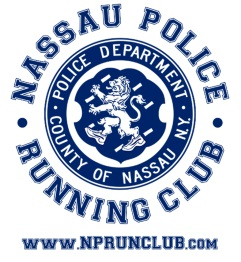 NASSAU POLICE
POLICE DEPARTMENT
COUNTY OF NASSAU N.Y.
RUNNING CLUB
WWW.NPRUNCLUB.COM